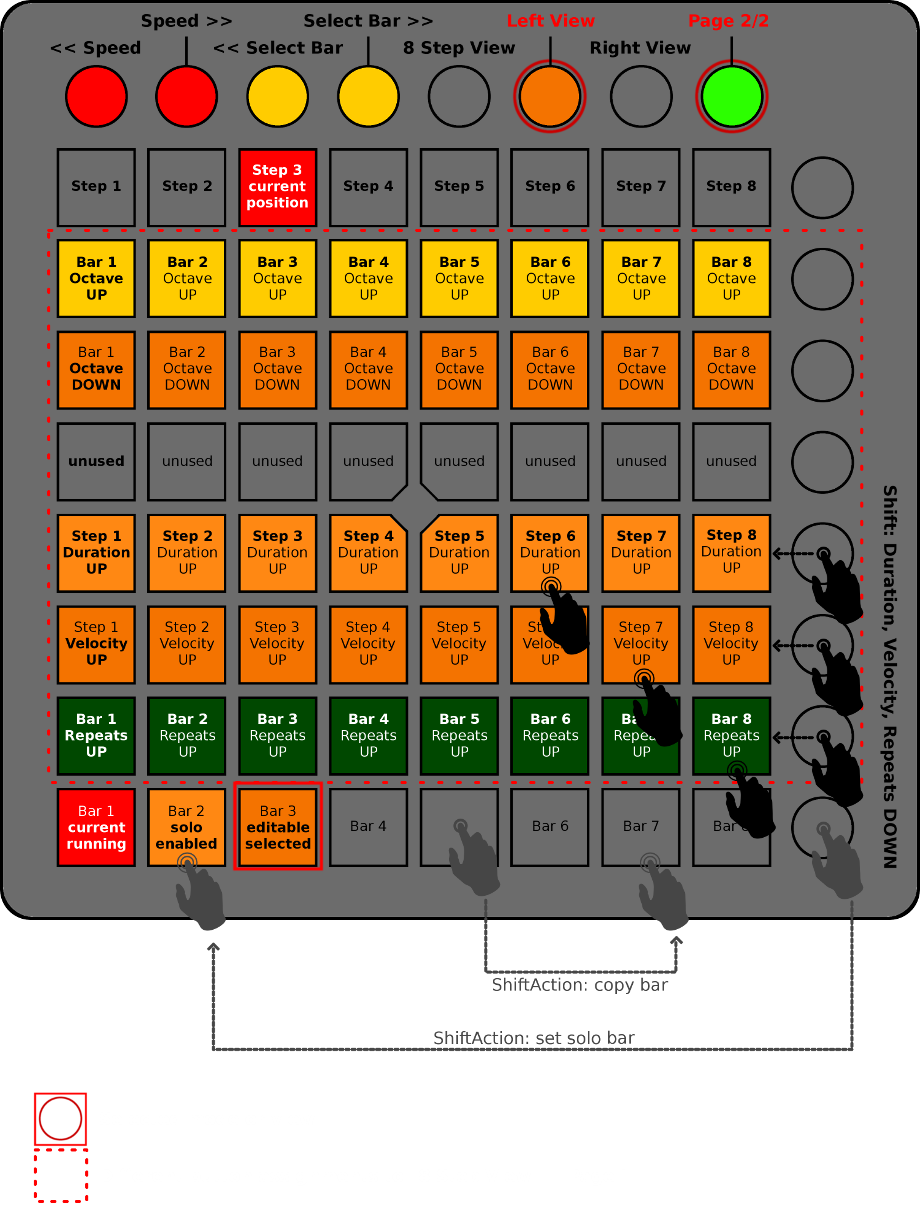 Speed >> Select Bar >> Left View Page 2/2
<< Speed << Select Bar 8 Step View Right View
Step 1
Step 2
Step 3
current
position
Step 4
Step 5
Step 6
Step 7
Step 8
Bar 1
Octave
UP
Bar 2
Octave
UP
Bar 3
Octave
UP
Bar 4
Octave
UP
Bar 5
Octave
UP
Bar 6
Octave
UP
Bar 7
Octave
UP
Bar 8
Octave
UP
Bar 1
Octave
DOWN
Bar 2
Octave
DOWN
Bar 3
Octave
DOWN
Bar 4
Octave
DOWN
Bar 5
Octave
DOWN
Bar 6
Octave
DOWN
Bar 7
Octave
DOWN
Bar 8
Octave
DOWN
unused
unused
unused
unused
unused
unused
unused
unused
Step 1
Duration
UP
Step 2
Duration
UP
Step 3
Duration
UP
Step 4
Duration
UP
Step 5
Duration
UP
Step 6
Duration
UP
Step 7
Duration
UP
Step 8
Duration
UP
Step 1
Velocity
UP
Step 2
Velocity
UP
Step 3
Velocity
UP
Step 4
Velocity
UP
Step 5
Velocity
UP
Velocity
UP
Step 7
Velocity
UP
Step 8
Velocity
UP
Bar 1
Repeats
UP
Bar 2
Repeats
UP
Bar 3
Repeats
UP
Bar 4
Repeats
UP
Bar 5
Repeats
UP
Bar 6
Repeats
UP
Repeats
UP
Bar 8
Repeats
UP
Bar 1
current
running
Bar 2
solo
enabled
Bar 3
editable
selected
Bar 4
Bar 6
Bar 7
Bar
Shift: Duration, Velocity, Repeats DOWN
ShiftAction: copy bar
ShiftAction: set solo bar